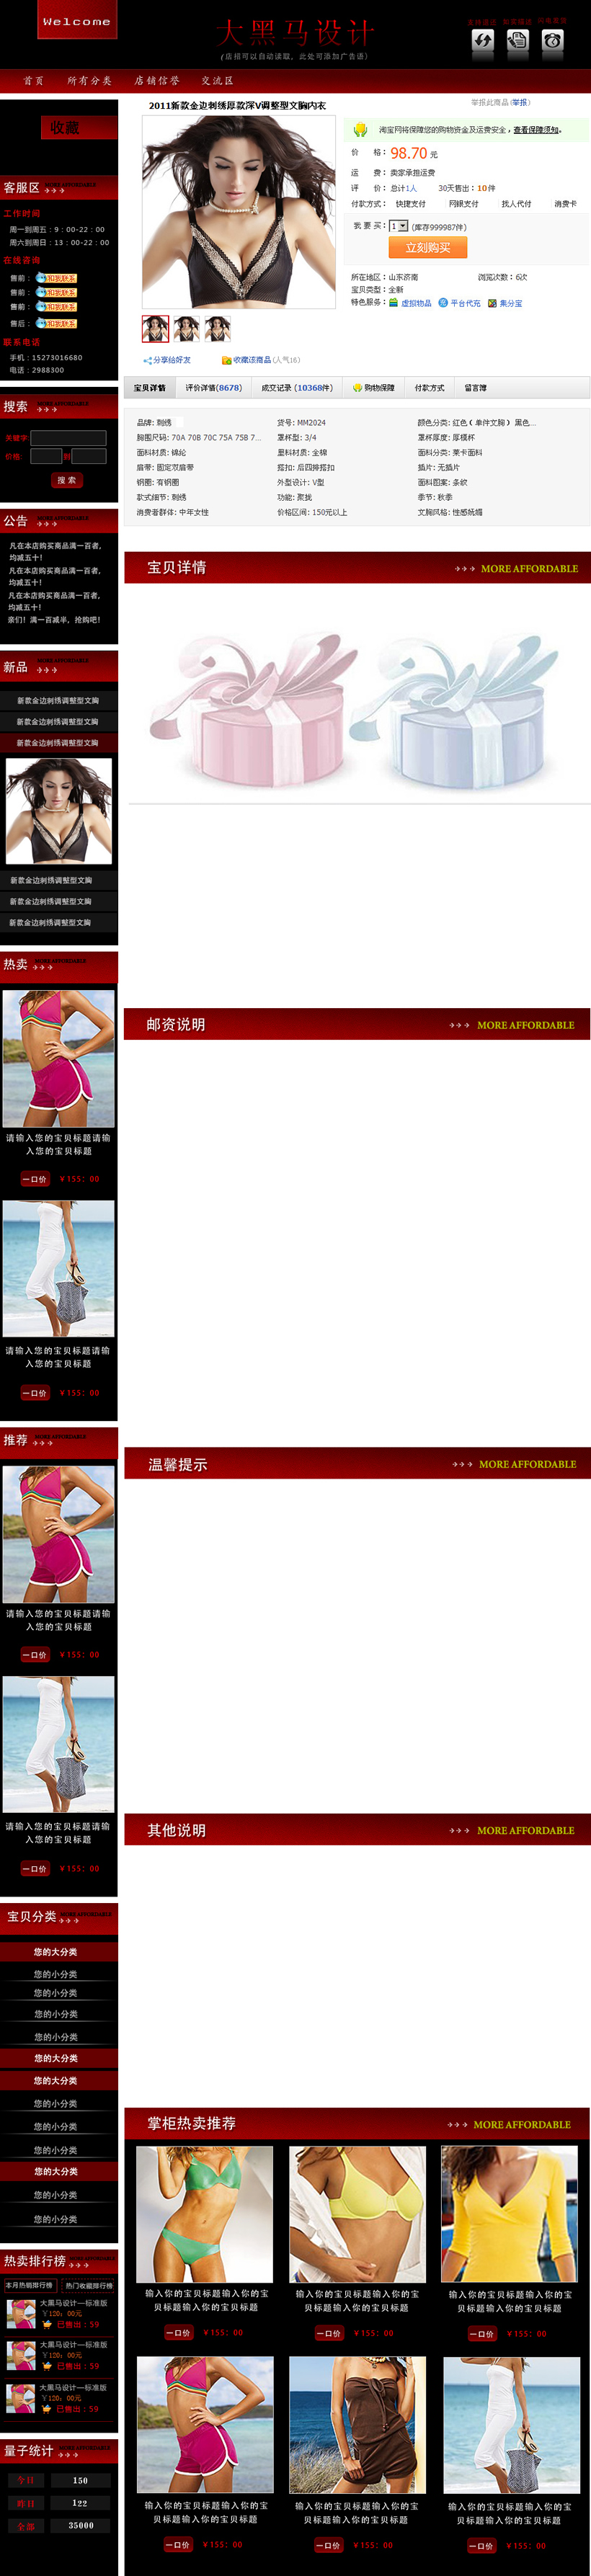 Welcome
大黑马设计
(店招可以自动读取，此处可添加广告语)
首页
所有分类
店铺信誉
交流区
收藏
客服区
MORE AFFORDABLE
工作时间
周一到周五：9：00-22：00
周六到周日：13：00-22：00
在线咨询
售前：和我联系
售前：和我联系
售前：和我联系
售后：和我联系
联系电话
手机：15273016680
电话：2988300
搜索
MORE AFFORDABLE
关键字：
价格：
到
搜 索
公告
MORE AFFORDABLE
凡在本店购买商品满一百者，
均减五十！
凡在本店购买商品满一百者，
均减五十！
凡在本店购买商品满一百者，
均减五十！
亲们！满一百减半，抢购吧！
新品
MORE AFFORDABLE
新款金边刺绣调整型文胸
新款金边刺绣调整型文胸
新款金边刺绣调整型文胸
新款金边刺绣调整型文胸
新款金边刺绣调整型文胸
新款金边刺绣调整型文胸
热卖
MORE AFFORDABLE
请输入您的宝贝标题请输
入您的宝贝标题
一口价 ￥155：00
请输入您的宝贝标题请输
入您的宝贝标题
一口价 ￥155：00
推荐
MORE AFFORDABLE
请输入您的宝贝标题请输
入您的宝贝标题
一口价 ￥155：00
请输入您的宝贝标题请输
入您的宝贝标题
一口价 ￥155：00
宝贝分类
MORE AFFORDABLE
您的大分类
您的小分类
您的小分类
您的小分类
您的小分类
您的大分类
您的大分类
您的小分类
您的小分类
您的小分类
您的大分类
您的小分类
您的小分类
热卖排行榜
MORE AFFORDABLE
本月热销排行榜
热门收藏排行榜
大黑马设计—标准版
￥120：00元
已售出：59
大黑马设计—标准版
￥120：00元
已售出：59
大黑马设计—标准版
￥120：00元
已售出：59
量子统计
MORE AFFORDABLE
今日 150
昨日 122
全部 35000
2011新款金边刺绣厚款深V调整型文胸内衣
举报此商品(举报)
淘宝网将保障您的购物资金及运费安全，查看保障须知。
价 格：98.70 元
运 费：卖家承担运费
评 价：总计1人 30天售出：10件
付款方式： 快捷支付 网银支付 找人代付 消费卡
我 要 买：1 (库存999987件)
立刻购买
所在地区：山东济南 浏览次数：6次
宝贝类型：全新
特色服务： 虚拟物品 平台代充 集分宝
分享给好友 收藏该商品(人气16)
宝贝详情 评价详情(8678) 成交记录 (10368件) 购物保障 付款方式 留言簿
品牌: 刺绣 货号: MM2024 颜色分类: 红色 ( 单件文胸 ) 黑色...
胸围尺码: 70A 70B 70C 75A 75B 7... 罩杯型: 3/4 罩杯厚度: 厚模杯
面料材质: 锦纶 里料材质: 全棉 面料分类: 莱卡面料
肩带: 固定双肩带 搭扣: 后四排搭扣 插片: 无插片
钢圈: 有钢圈 外型设计: V型 面料图案: 条纹
款式细节: 刺绣 功能: 聚拢 季节: 秋季
消费者群体: 中年女性 价格区间: 150元以上 文胸风格: 性感妩媚
宝贝详情
MORE AFFORDABLE
邮资说明
MORE AFFORDABLE
温馨提示
MORE AFFORDABLE
其他说明
MORE AFFORDABLE
掌柜热卖推荐
MORE AFFORDABLE
输入你的宝贝标题输入你的宝
贝标题输入你的宝贝标题
一口价 ￥155：00
输入你的宝贝标题输入你的宝
贝标题输入你的宝贝标题
一口价 ￥155：00
输入你的宝贝标题输入你的宝
贝标题输入你的宝贝标题
一口价 ￥155：00
输入你的宝贝标题输入你的宝
贝标题输入你的宝贝标题
一口价 ￥155：00
输入你的宝贝标题输入你的宝
贝标题输入你的宝贝标题
一口价 ￥155：00
输入你的宝贝标题输入你的宝
贝标题输入你的宝贝标题
一口价 ￥155：00